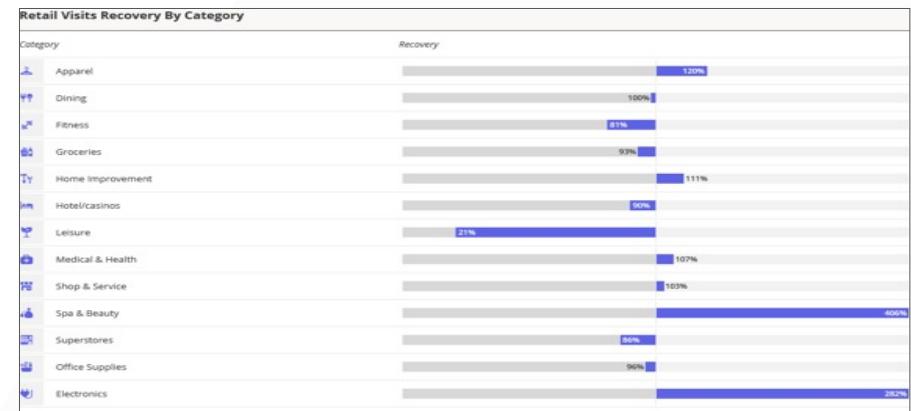 Retail Visits Recovery By Category
Category Recovery
Apparel 120%
Dining 100%
Fitness 81%
Groceries 93%
Home Improvement 111%
Hotel/casinos 90%
Leisure 21%
Medical & Health 107%
Shop & Service 103%
Spa & Beauty 406%
Superstores 86%
Office Supplies 96%
Electronics 282%